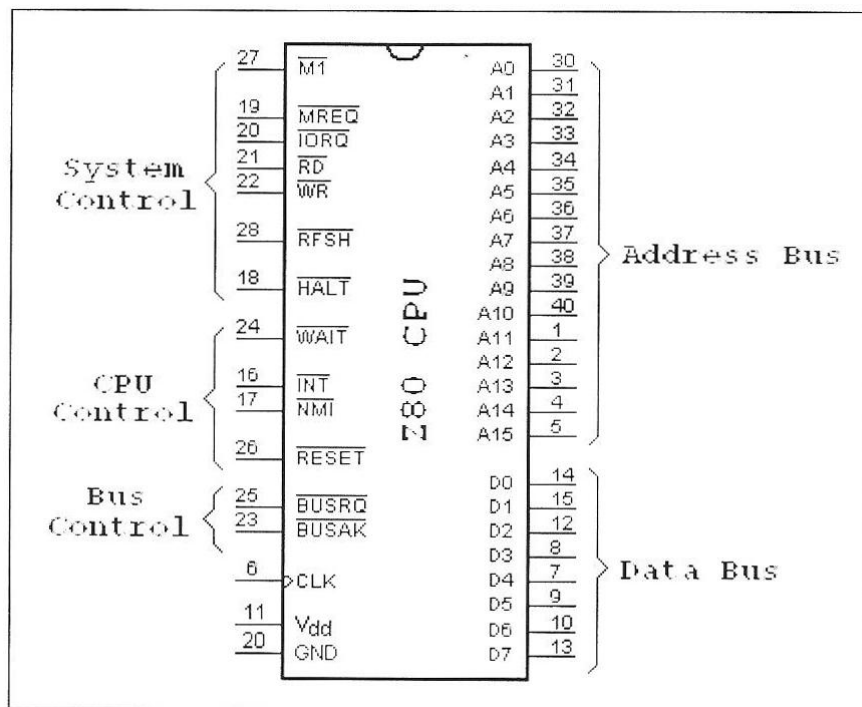 27 M1
19 MREQ
20 IORQ
21 RD
22 WR
28 RFSH
18 HALT
System
Control
24 WAIT
16 INT
17 NMI
26 RESET
CPU
Control
25 BUSRQ
23 BUSAK
Bus
Control
6 CLK
11 Vdd
20 GND
Z80 CPU
A0 30
A1 31
A2 32
A3 33
A4 34
A5 35
A6 36
A7 37
A8 38
A9 39
A10 40
A11 1
A12 2
A13 3
A14 4
A15 5
Address Bus
D0 14
D1 15
D2 12
D3 8
D4 7
D5 9
D6 10
D7 13
Data Bus